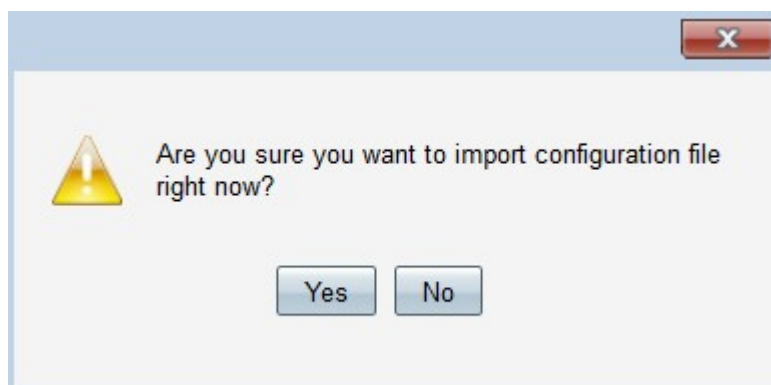 Are you sure you want to import configuration file
right now?
Yes No